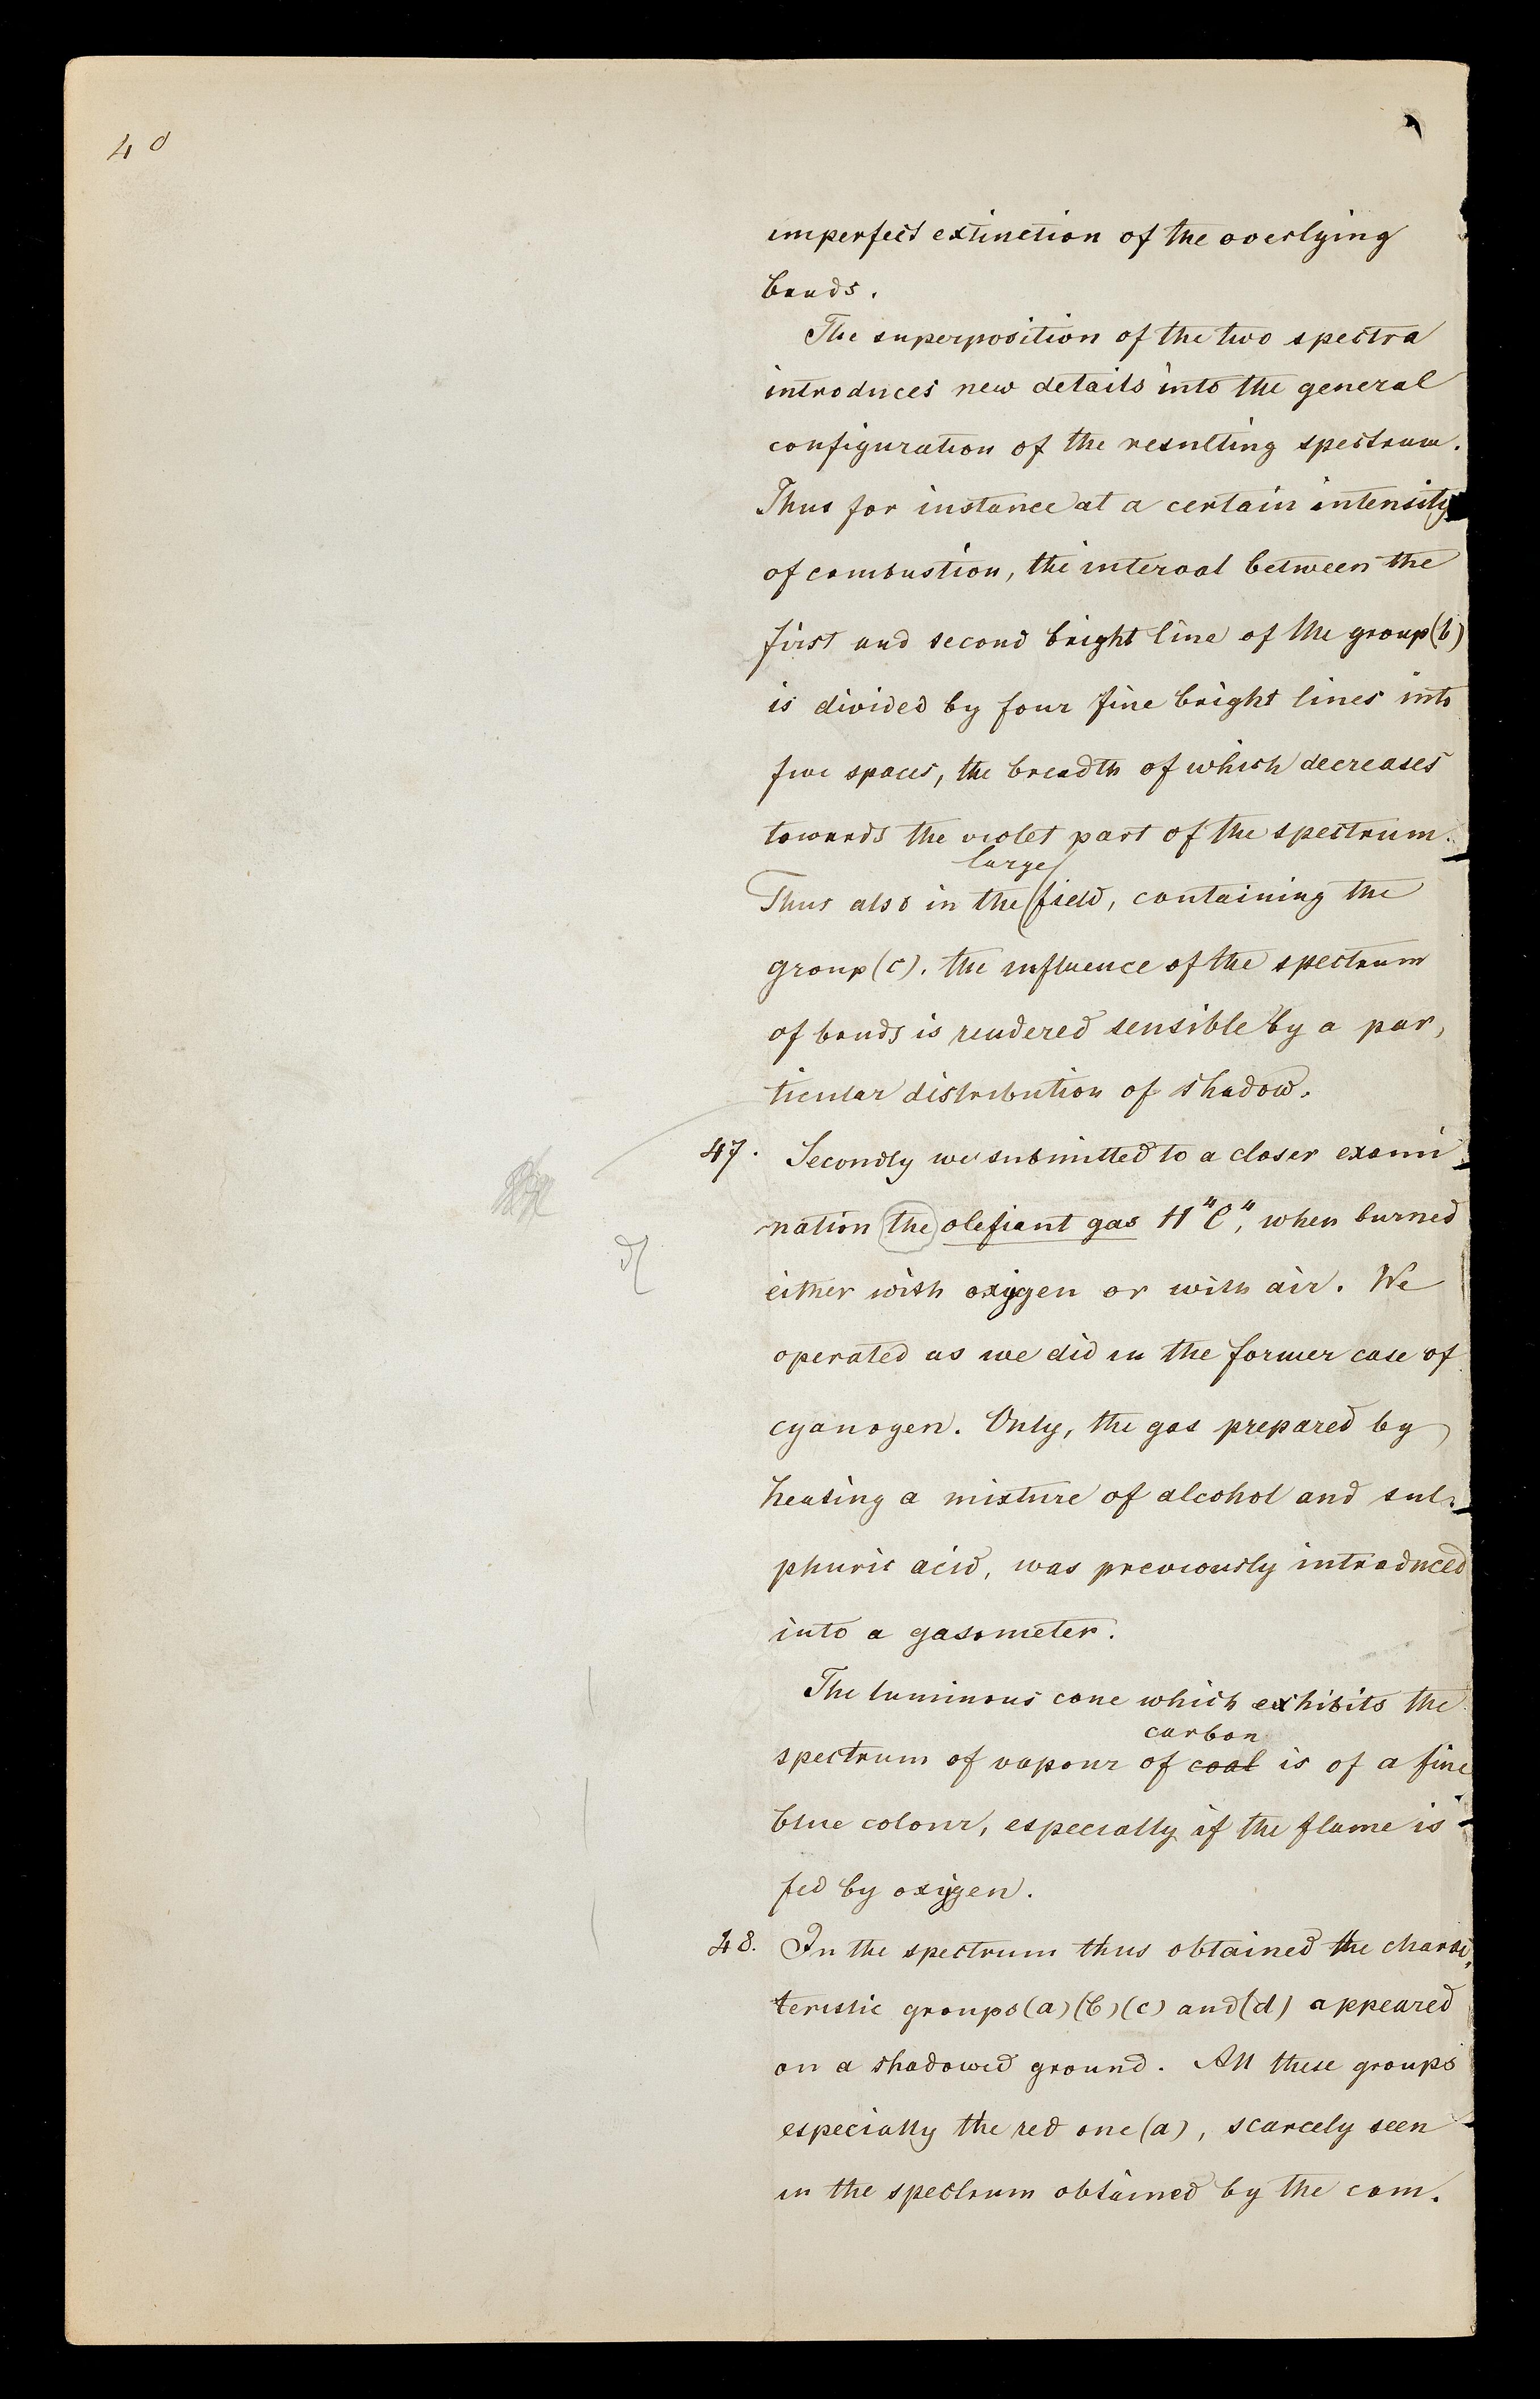 40
imperfect extinction of the overlying
bands.
The superposition of the two spectra
introduces new details into the general
configuration of the resulting spectrum.
Thus for instance at a certain intensity
of combustion, the interval between the
first and second bright line of the group (b)
is divided by four fine bright lines into
five spaces, the breadth of which decreases
towards the violet part of the spectrum.
large
Thus also in the field, containing the
group (c), the influence of the spectrum
of bands is rendered sensible by a par,
ticular distribution of shadow.
47. Secondly we submitted to a closer exami
nation the olefiant gas H"C", when burned
either with oxygen or with air. We
operated as we did in the former case of
cyanogen. Only, the gas prepared by
heating a mixture of alcohol and sul,
phuric acid, was previously introduced
into a gasometer.
The luminous cone which exhibits the
carbon
spectrum of vapour of coal is of a fine
blue colour, especially if the flame is
fed by oxygen.
48. In the spectrum thus obtained the charac,
teristic groups (a) (b) (c) and (d) appeared
on a shadowed ground. All these groups
especially the red one (a), scarcely seen
in the spectrum obtained by the com.